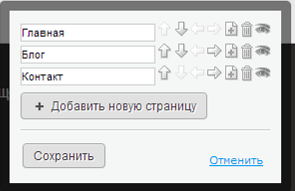 Главная
Блог
Контакт
+ Добавить новую страницу
Сохранить Отменить